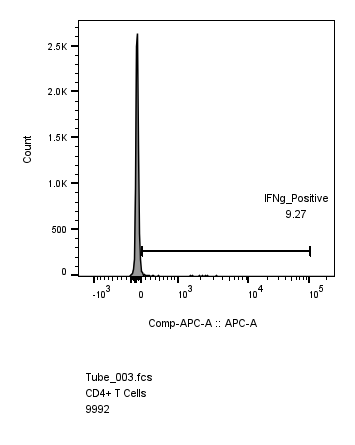 2.5K
2.0K
1.5K
1.0K
500
0
Count
IFNg_Positive
9.27
-10³ 0 10³ 10⁴ 10⁵
Comp-APC-A :: APC-A
Tube_003.fcs
CD4+ T Cells
9992